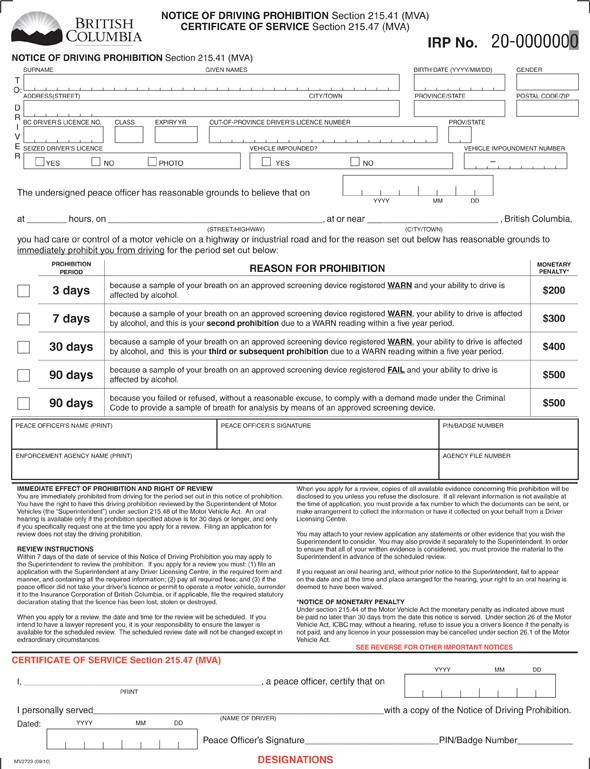 BRITISH
COLUMBIA
NOTICE OF DRIVING PROHIBITION Section 215.41 (MVA)
CERTIFICATE OF SERVICE Section 215.47 (MVA)
IRP No. 20-0000000
NOTICE OF DRIVING PROHIBITION Section 215.41 (MVA)
TO: DRIVER
SURNAME GIVEN NAMES BIRTH DATE (YYYY/MM/DD) GENDER
ADDRESS(STREET) CITY/TOWN PROVINCE/STATE POSTAL CODE/ZIP
BC DRIVER'S LICENCE NO. CLASS EXPIRY YR OUT-OF-PROVINCE DRIVER'S LICENCE NUMBER PROV/STATE
SEIZED DRIVER'S LICENCE VEHICLE IMPOUNDED? VEHICLE IMPOUNDMENT NUMBER
YES NO PHOTO YES NO –
The undersigned peace officer has reasonable grounds to believe that on
YYYY MM DD
at ________ hours, on ____________, at or near ____________, British Columbia,
(STREET/HIGHWAY) (CITY/TOWN)
you had care or control of a motor vehicle on a highway or industrial road and for the reason set out below has reasonable grounds to
immediately prohibit you from driving for the period set out below:
PROHIBITION PERIOD REASON FOR PROHIBITION MONETARY PENALTY*
3 days because a sample of your breath on an approved screening device registered WARN and your ability to drive is
affected by alcohol. $200
7 days because a sample of your breath on an approved screening device registered WARN, your ability to drive is affected
by alcohol, and this is your second prohibition due to a WARN reading within a five year period. $300
30 days because a sample of your breath on an approved screening device registered WARN, your ability to drive is affected
by alcohol, and this is your third or subsequent prohibition due to a WARN reading within a five year period. $400
90 days because a sample of your breath on an approved screening device registered FAIL and your ability to drive is
affected by alcohol. $500
90 days because you failed or refused, without a reasonable excuse, to comply with a demand made under the Criminal
Code to provide a sample of breath for analysis by means of an approved screening device. $500
PEACE OFFICER'S NAME (PRINT) PEACE OFFICER'S SIGNATURE PIN/BADGE NUMBER
ENFORCEMENT AGENCY NAME (PRINT) AGENCY FILE NUMBER
IMMEDIATE EFFECT OF PROHIBITION AND RIGHT OF REVIEW
You are immediately prohibited from driving for the period set out in this notice of prohibition.
You have the right to have this driving prohibition reviewed by the Superintendent of Motor
Vehicles (the "Superintendent") under section 215.48 of the Motor Vehicle Act. An oral
hearing is available only if the prohibition specified above is for 30 days or longer, and only
if you specifically request one at the time you apply for a review. Filing an application for
review does not stay the driving prohibition.
REVIEW INSTRUCTIONS
Within 7 days of the date of service of this Notice of Driving Prohibition you may apply to
the Superintendent to review the prohibition. If you apply for a review you must: (1) file an
application with the Superintendent at any Driver Licensing Centre, in the required form and
manner, and containing all the required information; (2) pay all required fees; and (3) if the
peace officer did not take your driver's licence or permit to operate a motor vehicle, surrender
it to the Insurance Corporation of British Columbia, or if applicable, file the required statutory
declaration stating that the licence has been lost, stolen or destroyed.
When you apply for a review, the date and time for the review will be scheduled. If you
intend to have a lawyer represent you, it is your responsibility to ensure the lawyer is
available for the scheduled review. The scheduled review date will not be changed except in
extraordinary circumstances.
When you apply for a review, copies of all available evidence concerning this prohibition will be
disclosed to you unless you refuse the disclosure. If all relevant information is not available at
the time of application, you must provide a fax number to which the documents can be sent, or
make arrangement to collect the information or have it collected on your behalf from a Driver
Licensing Centre.
You may attach to your review application any statements or other evidence that you wish the
Superintendent to consider. You may also provide it separately to the Superintendent. In order
to ensure that all of your written evidence is considered, you must provide the material to the
Superintendent in advance of the scheduled review.
If you request an oral hearing and, without prior notice to the Superintendent, fail to appear
on the date and at the time and place arranged for the hearing, your right to an oral hearing is
deemed to have been waived.
*NOTICE OF MONETARY PENALTY
Under section 215.44 of the Motor Vehicle Act the monetary penalty as indicated above must
be paid no later than 30 days from the date this notice is served. Under section 26 of the Motor
Vehicle Act, ICBC may, without a hearing, refuse to issue you a driver's licence if the penalty is
not paid, and any licence in your possession may be cancelled under section 26.1 of the Motor
Vehicle Act.
SEE REVERSE FOR OTHER IMPORTANT NOTICES
CERTIFICATE OF SERVICE Section 215.47 (MVA)
YYYY MM DD
I, ____________, a peace officer, certify that on
PRINT
I personally served____________with a copy of the Notice of Driving Prohibition.
(NAME OF DRIVER)
Dated: YYYY MM DD
Peace Officer's Signature____________PIN/Badge Number____________
MV2723 (09/10)
DESIGNATIONS